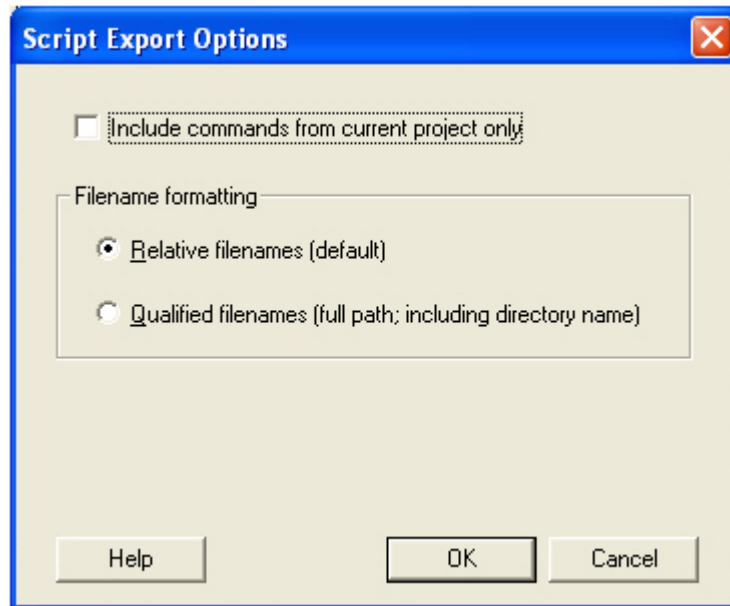 Script Export Options
Include commands from current project only
Filename formatting
Relative filenames (default)
Qualified filenames (full path; including directory name)
Help OK Cancel